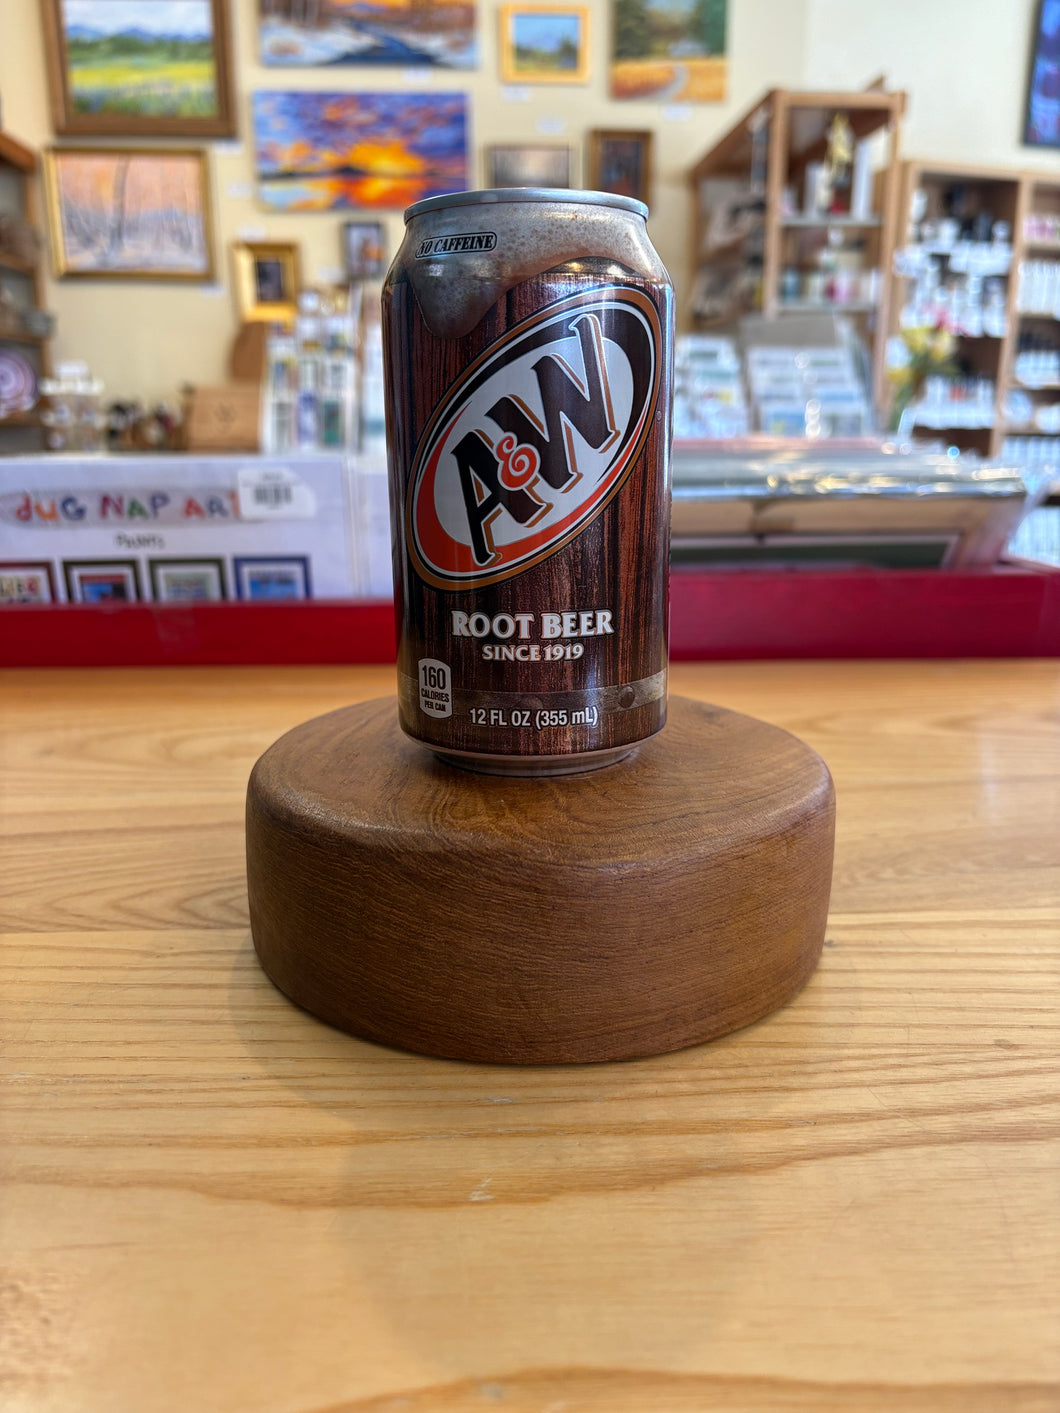 NO CAFFEINE
A&W
ROOT BEER
SINCE 1919
160
CALORIES
PER CAN
12 FL OZ (355 mL)
dUG NAP AR